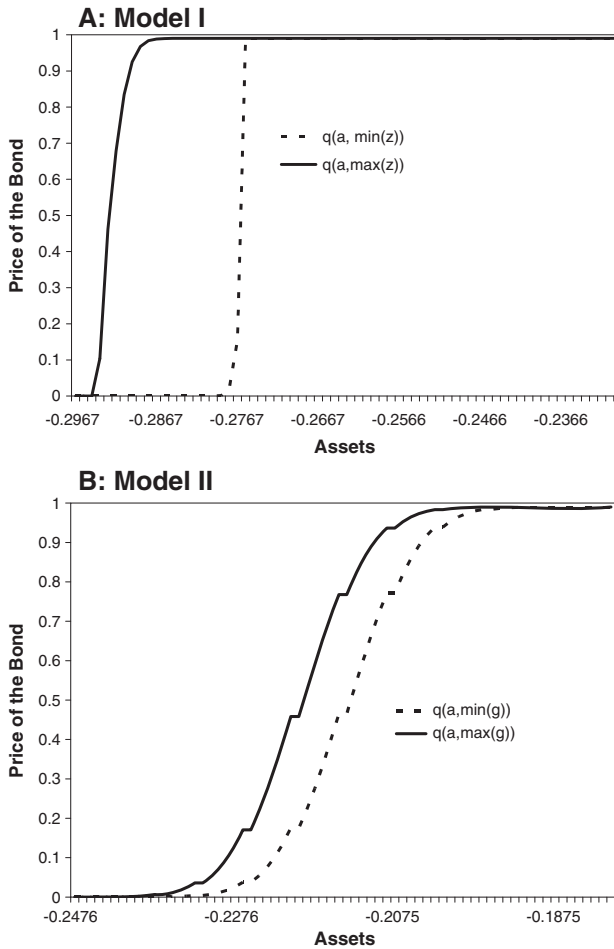 A: Model I
Price of the Bond
1
0.9
0.8
0.7
0.6
0.5
0.4
0.3
0.2
0.1
0
q(a, min(z))
q(a,max(z))
-0.2967 -0.2867 -0.2767 -0.2667 -0.2566 -0.2466 -0.2366
Assets
B: Model II
Price of the Bond
1
0.9
0.8
0.7
0.6
0.5
0.4
0.3
0.2
0.1
0
q(a,min(g))
q(a,max(g))
-0.2476 -0.2276 -0.2075 -0.1875
Assets